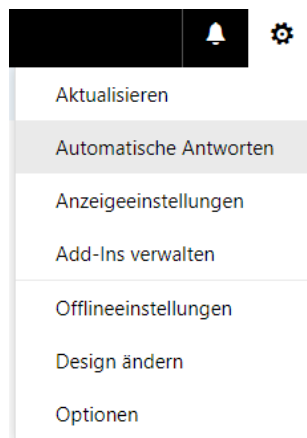 Aktualisieren
Automatische Antworten
Anzeigeeinstellungen
Add-Ins verwalten
Offlineeinstellungen
Design ändern
Optionen